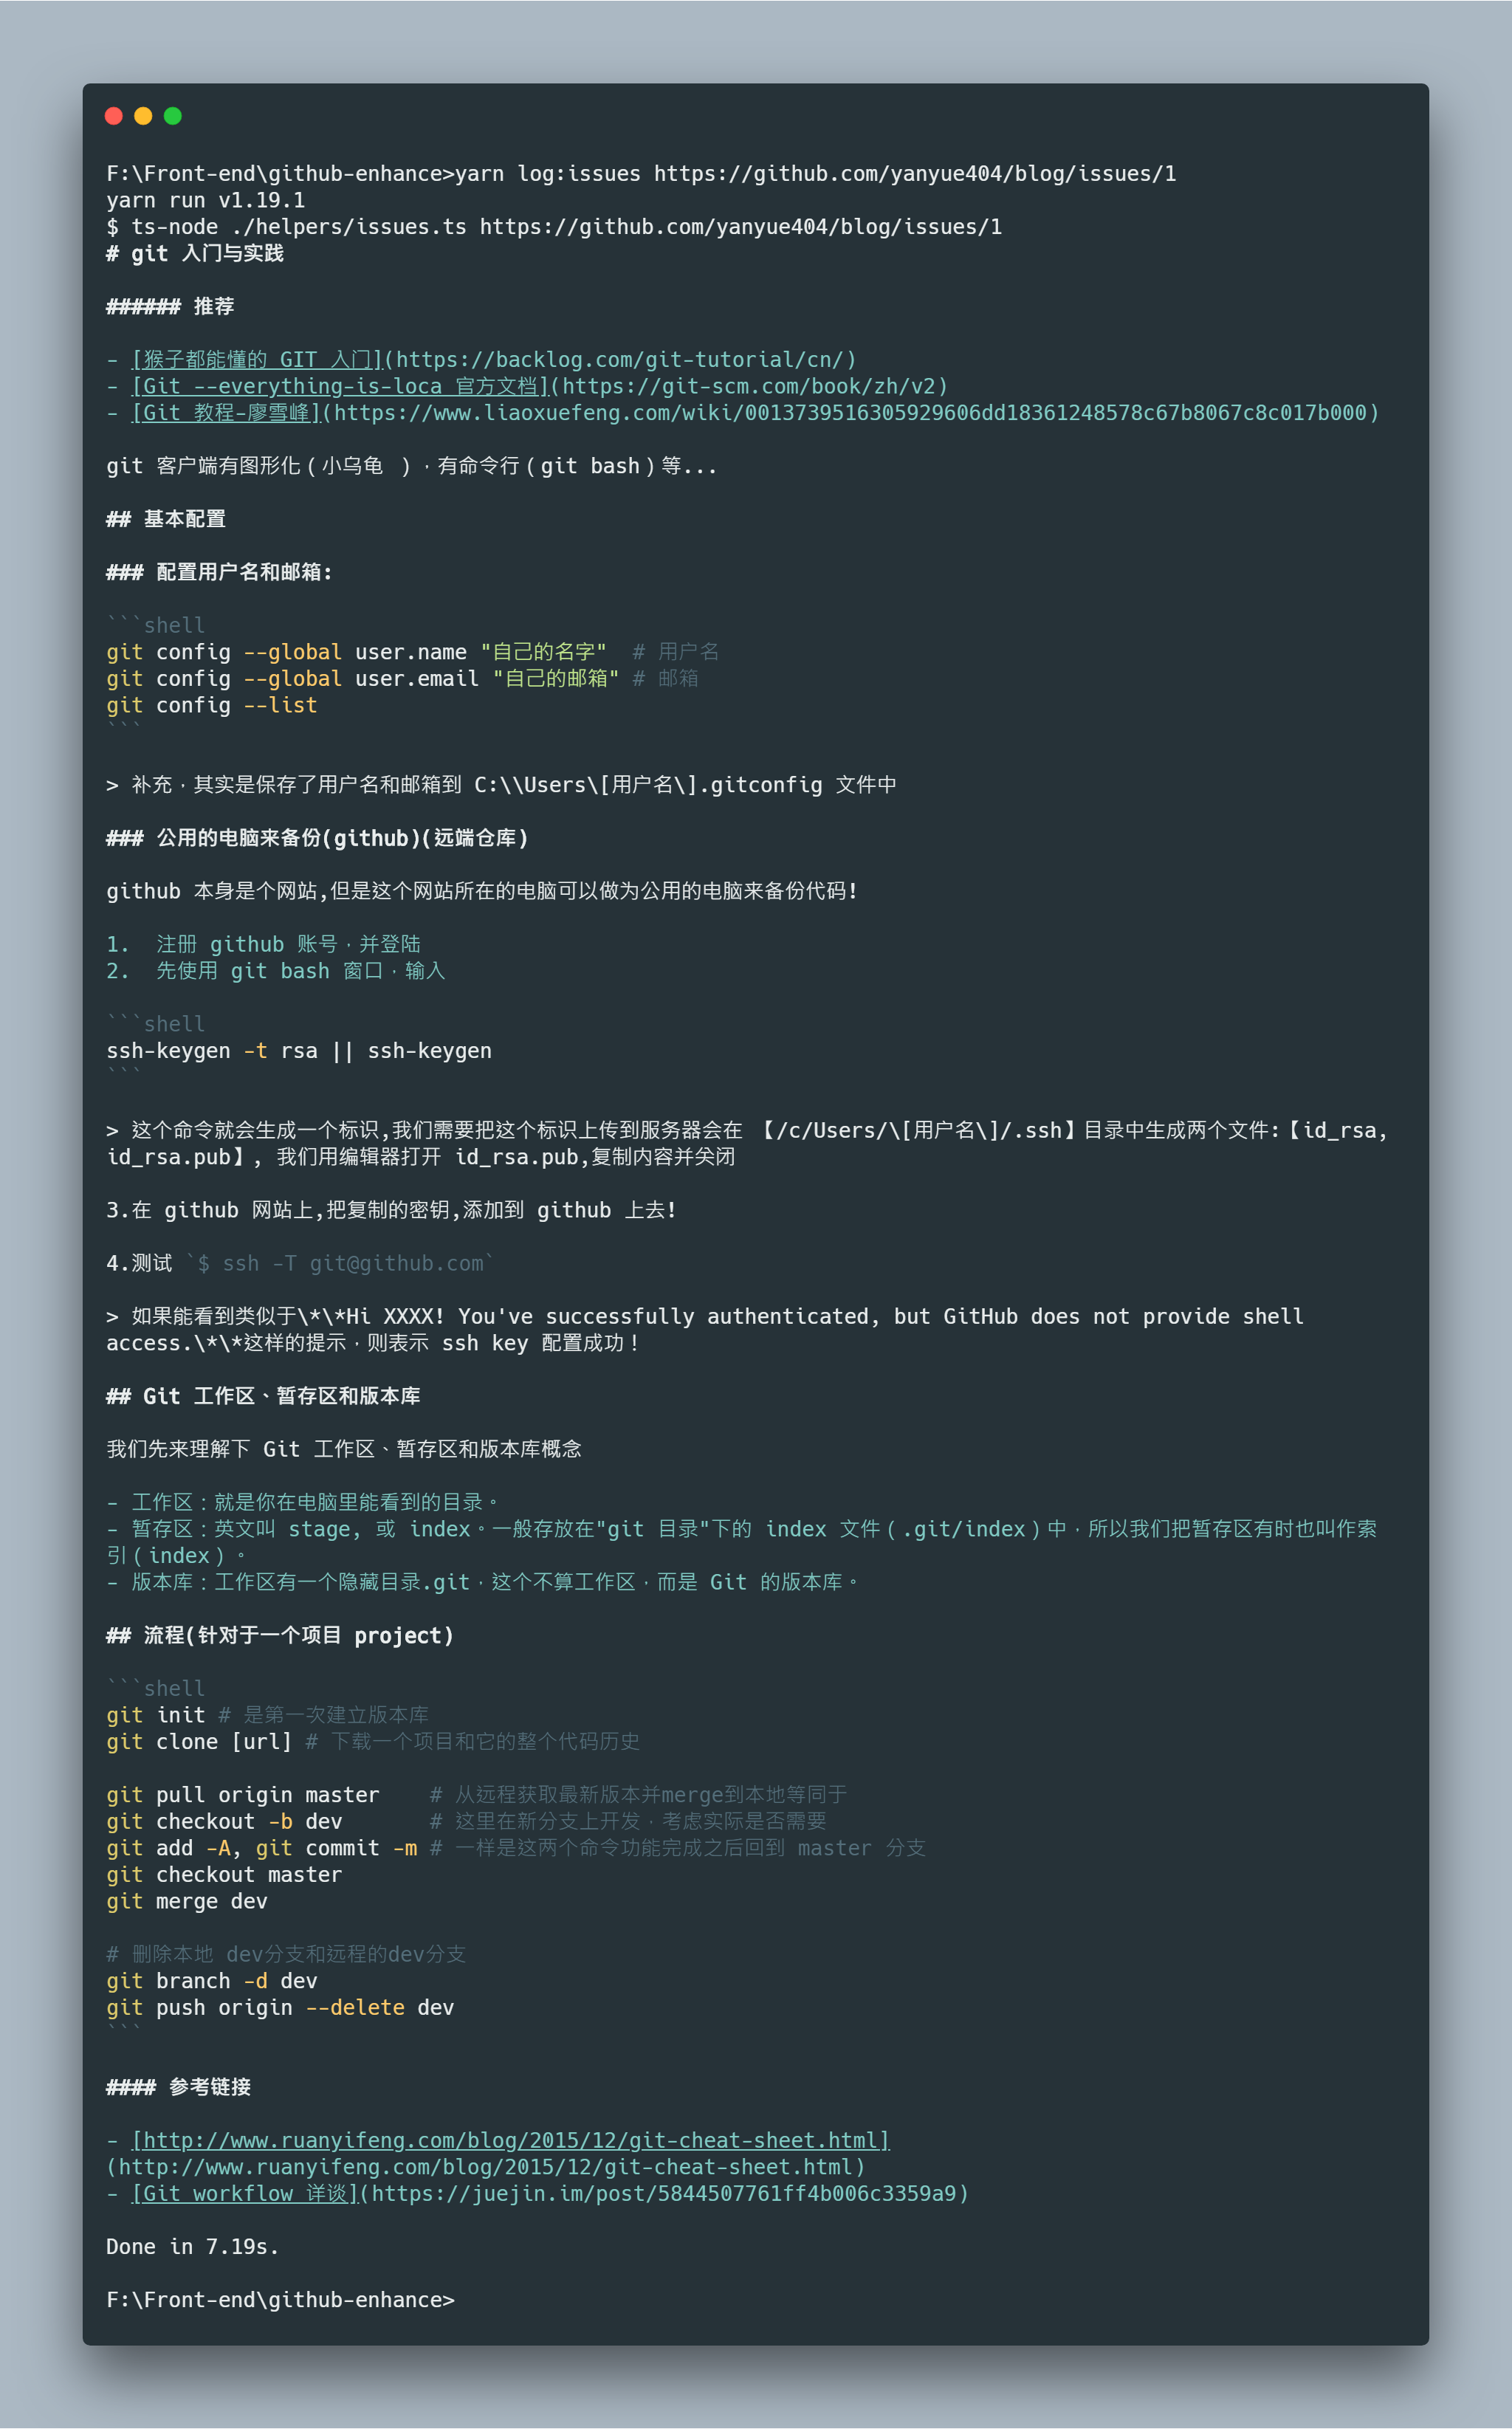 F:\Front-end\github-enhance>yarn log:issues https://github.com/yanyue404/blog/issues/1
yarn run v1.19.1
$ ts-node ./helpers/issues.ts https://github.com/yanyue404/blog/issues/1
# git 入门与实践
###### 推荐
- [猴子都能懂的 GIT 入门](https://backlog.com/git-tutorial/cn/)
- [Git --everything-is-loca 官方文档](https://git-scm.com/book/zh/v2)
- [Git 教程-廖雪峰](https://www.liaoxuefeng.com/wiki/0013739516305929606dd18361248578c67b8067c8c017b000)
git 客户端有图形化(小乌龟 )，有命令行(git bash)等...
## 基本配置
### 配置用户名和邮箱:
```shell
git config --global user.name "自己的名字"  # 用户名
git config --global user.email "自己的邮箱" # 邮箱
git config --list
```
> 补充，其实是保存了用户名和邮箱到 C:\\Users\[用户名\].gitconfig 文件中
### 公用的电脑来备份(github)(远端仓库)
github 本身是个网站,但是这个网站所在的电脑可以做为公用的电脑来备份代码!
1.  注册 github 账号，并登陆
2.  先使用 git bash 窗口，输入
```shell
ssh-keygen -t rsa || ssh-keygen
```
> 这个命令就会生成一个标识,我们需要把这个标识上传到服务器会在 【/c/Users/\[用户名\]/.ssh】目录中生成两个文件:【id_rsa,
id_rsa.pub】, 我们用编辑器打开 id_rsa.pub,复制内容并关闭
3.在 github 网站上,把复制的密钥,添加到 github 上去!
4.测试 `$ ssh -T git@github.com`
> 如果能看到类似于\*\*Hi XXXX! You've successfully authenticated, but GitHub does not provide shell
access.\*\*这样的提示，则表示 ssh key 配置成功！
## Git 工作区、暂存区和版本库
我们先来理解下 Git 工作区、暂存区和版本库概念
- 工作区：就是你在电脑里能看到的目录。
- 暂存区：英文叫 stage, 或 index。一般存放在"git 目录"下的 index 文件(.git/index)中，所以我们把暂存区有时也叫作索
引(index)。
- 版本库：工作区有一个隐藏目录.git，这个不算工作区，而是 Git 的版本库。
## 流程(针对于一个项目 project)
```shell
git init # 是第一次建立版本库
git clone [url] # 下载一个项目和它的整个代码历史
git pull origin master    # 从远程获取最新版本并merge到本地等同于
git checkout -b dev       # 这里在新分支上开发，考虑实际是否需要
git add -A, git commit -m # 一样是这两个命令功能完成之后回到 master 分支
git checkout master
git merge dev
# 删除本地 dev分支和远程的dev分支
git branch -d dev
git push origin --delete dev
```
#### 参考链接
- [http://www.ruanyifeng.com/blog/2015/12/git-cheat-sheet.html]
(http://www.ruanyifeng.com/blog/2015/12/git-cheat-sheet.html)
- [Git workflow 详谈](https://juejin.im/post/5844507761ff4b006c3359a9)
Done in 7.19s.
F:\Front-end\github-enhance>